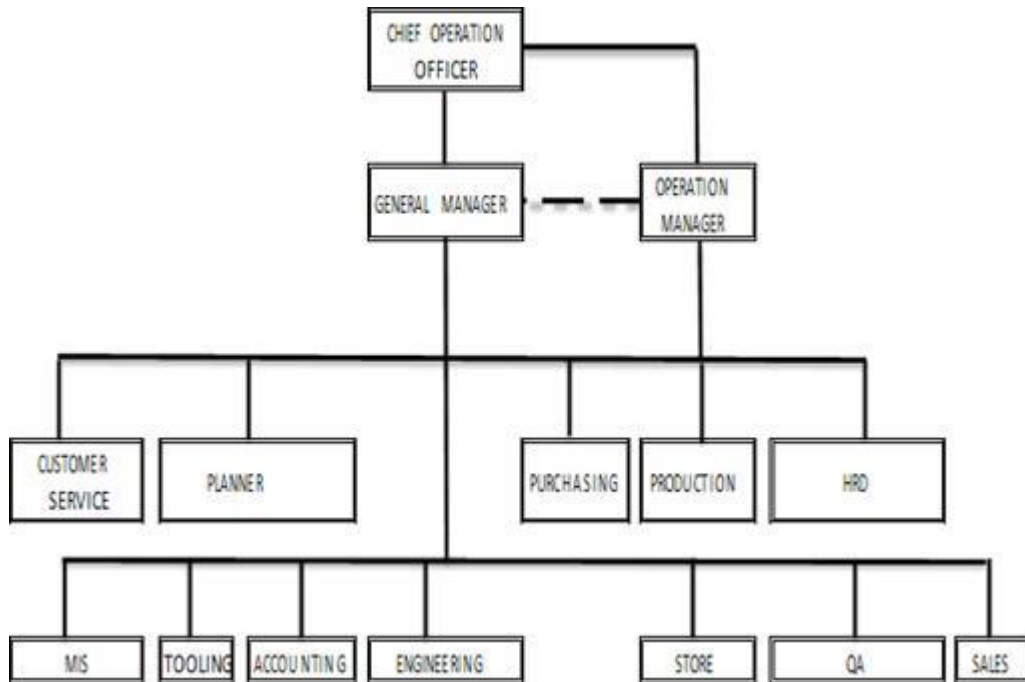 CHIEF OPERATION
OFFICER
GENERAL MANAGER
OPERATION
MANAGER
CUSTOMER
SERVICE
PLANNER
PURCHASING
PRODUCTION
HRD
MIS
TOOLING
ACCOUNTING
ENGINEERING
STORE
QA
SALES